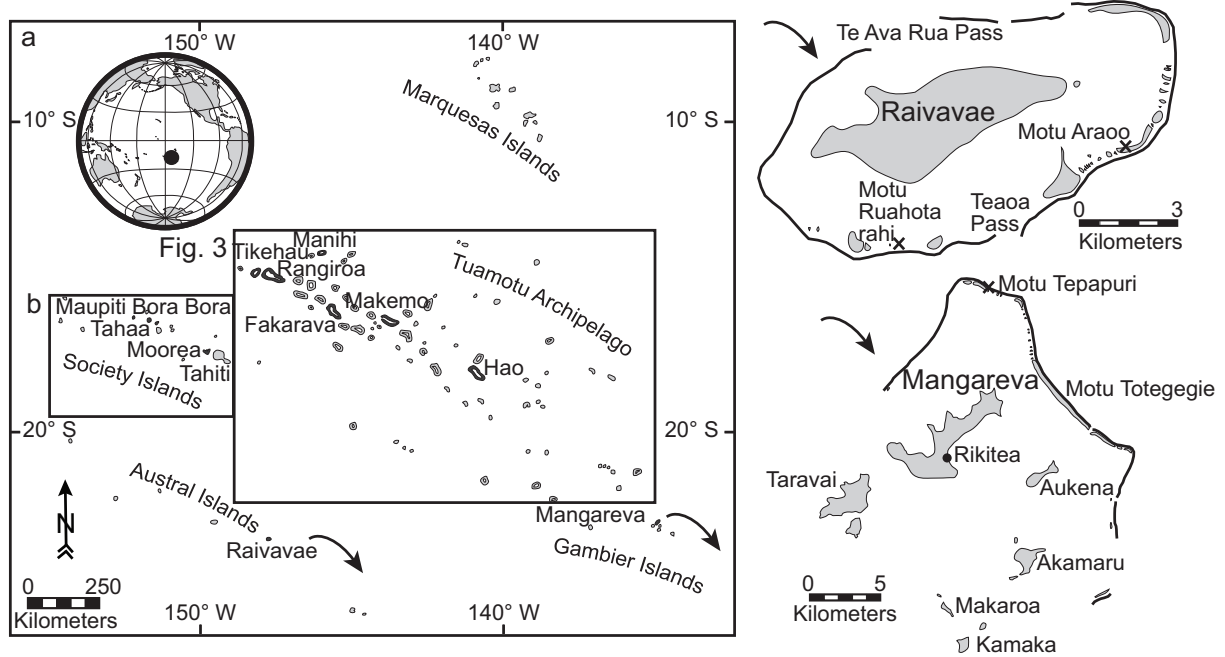 a
150° W
140° W
10° S
10° S
Marquesas Islands
Fig. 3
Manihi
Tikehau
Rangiroa
Tuamotu Archipelago
Makemo
Fakarava
Hao
b
Maupiti Bora Bora
Tahaa
Moorea
Tahiti
Society Islands
20° S
20° S
Austral Islands
Raivavae
Mangareva
Gambier Islands
N
0 250
Kilometers
150° W
140° W
Te Ava Rua Pass
Raivavae
Motu Araoo
Motu
Ruahota
rahi
Teaoa
Pass
0 3
Kilometers
Motu Tepapuri
Mangareva
Motu Totegegie
Rikitea
Taravai
Aukena
Akamaru
0 5
Kilometers
Makaroa
Kamaka